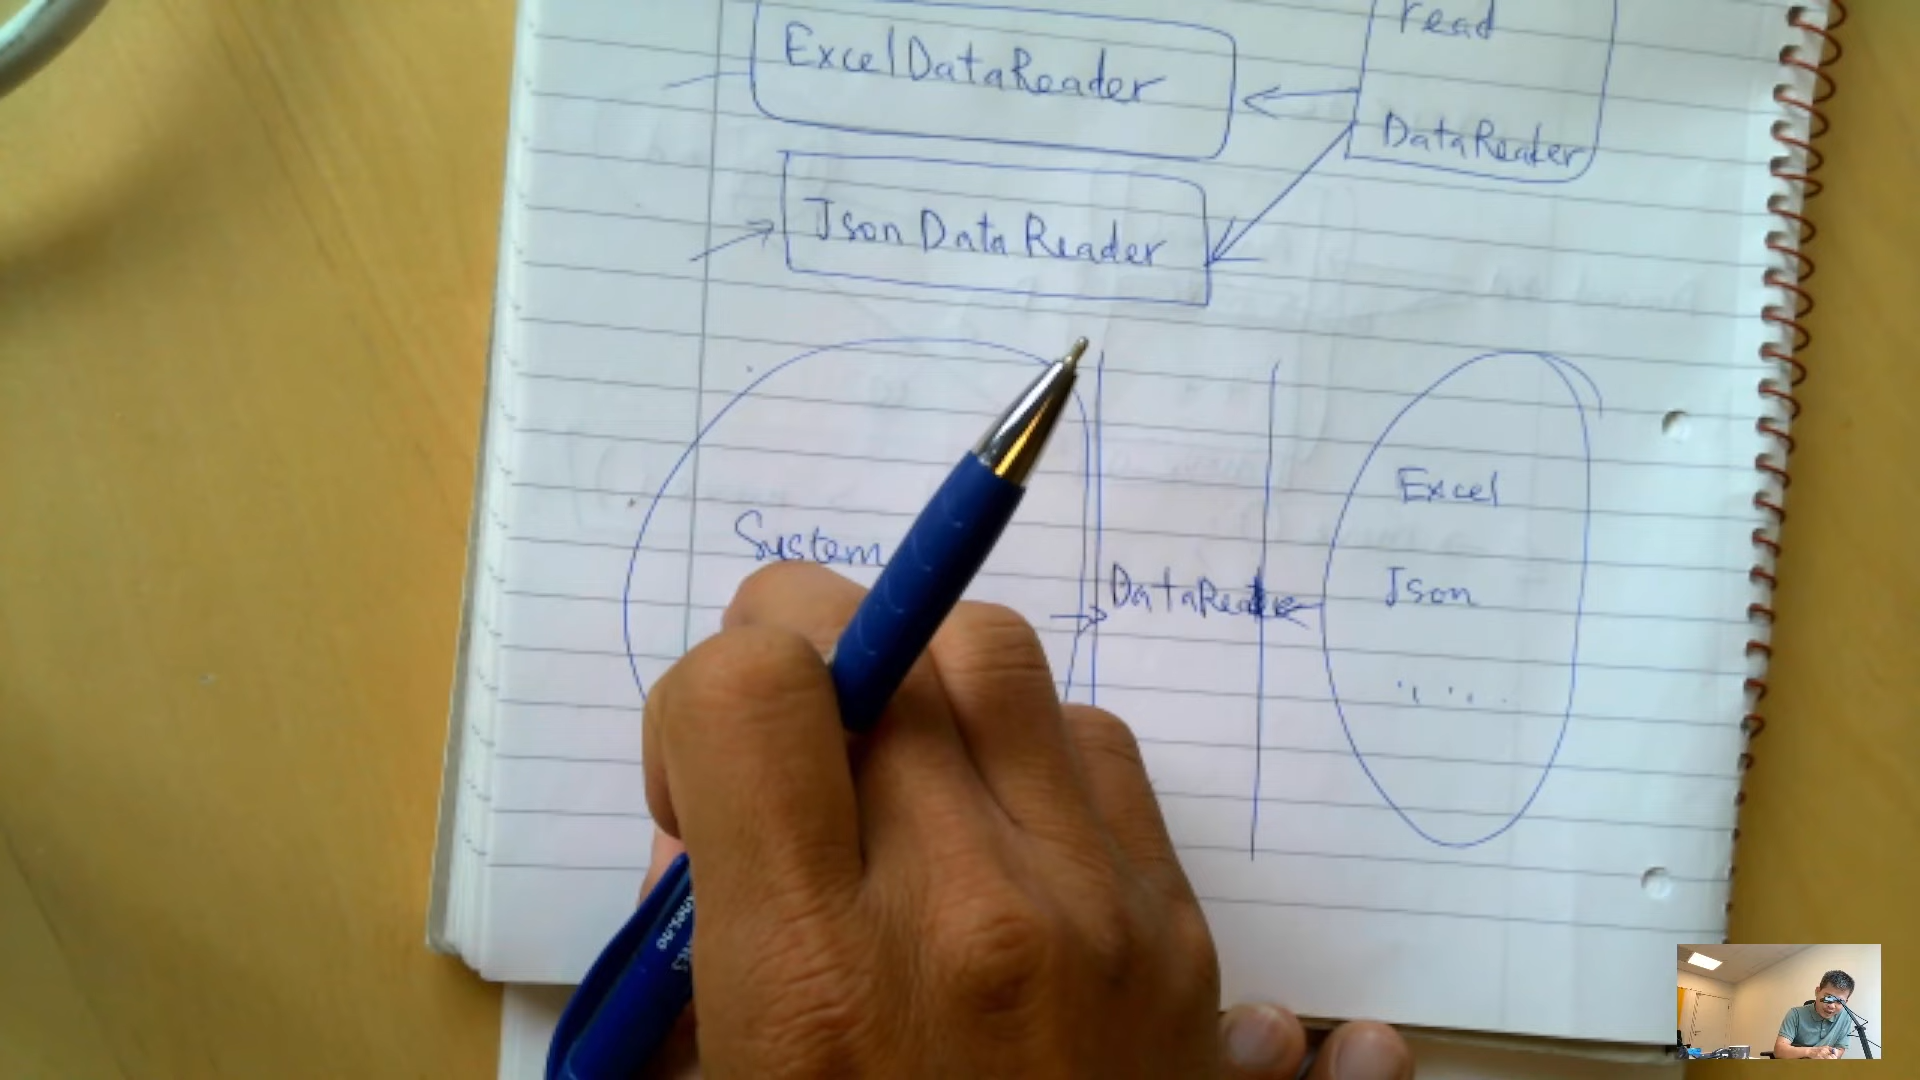 read
ExcelDataReader
DataReader
Json DataReader
Excel
System
DataReader
Json
....